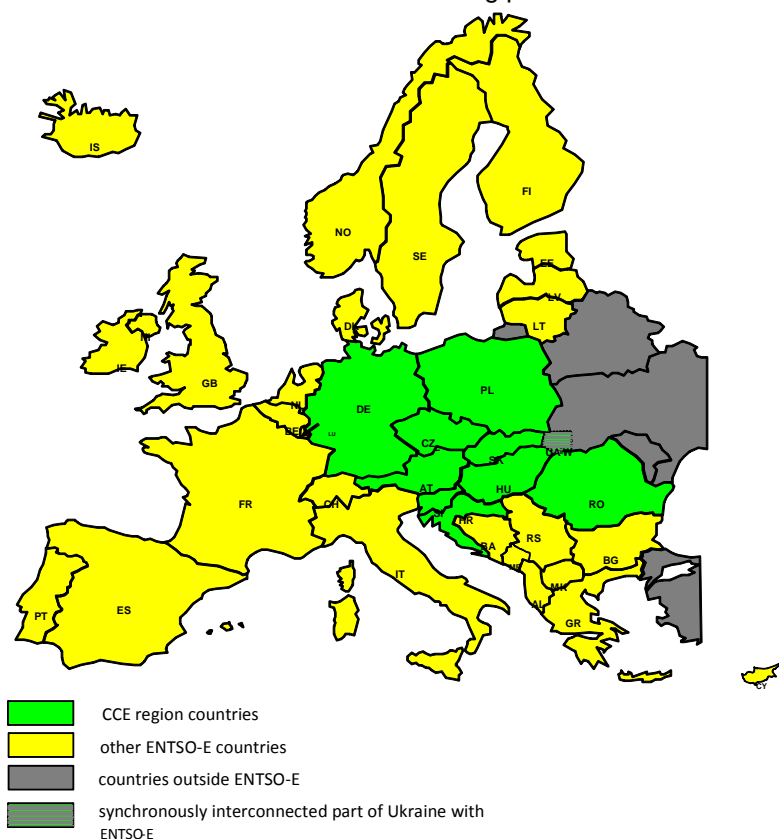 IS
FI
NO
SE
EE
LV
LT
IE
GB
NL
DE
PL
BE
LU
CZ
SK
UA-W
FR
CH
AT
HU
SI
HR
RO
BA
RS
BG
IT
MK
AL
GR
PT
ES
CY
CCE region countries
other ENTSO-E countries
countries outside ENTSO-E
synchronously interconnected part of Ukraine with
ENTSO-E